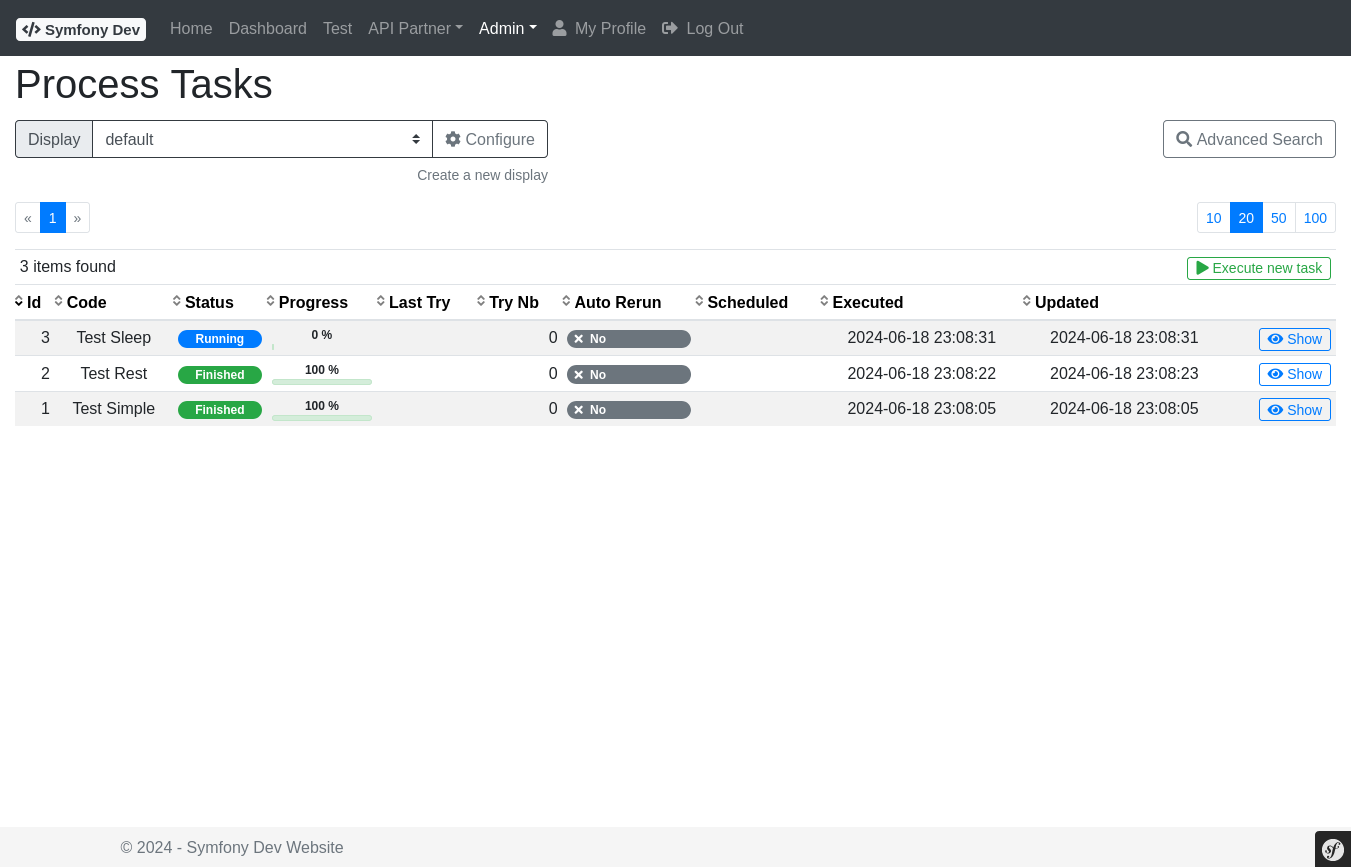 Symfony Dev Home Dashboard Test API Partner Admin My Profile Log Out
Process Tasks
Display default Configure Advanced Search
Create a new display
« 1 » 10 20 50 100
3 items found Execute new task
Id Code Status Progress Last Try Try Nb Auto Rerun Scheduled Executed Updated
3 Test Sleep Running 0 % 0 No 2024-06-18 23:08:31 2024-06-18 23:08:31 Show
2 Test Rest Finished 100 % 0 No 2024-06-18 23:08:22 2024-06-18 23:08:23 Show
1 Test Simple Finished 100 % 0 No 2024-06-18 23:08:05 2024-06-18 23:08:05 Show
© 2024 - Symfony Dev Website sf